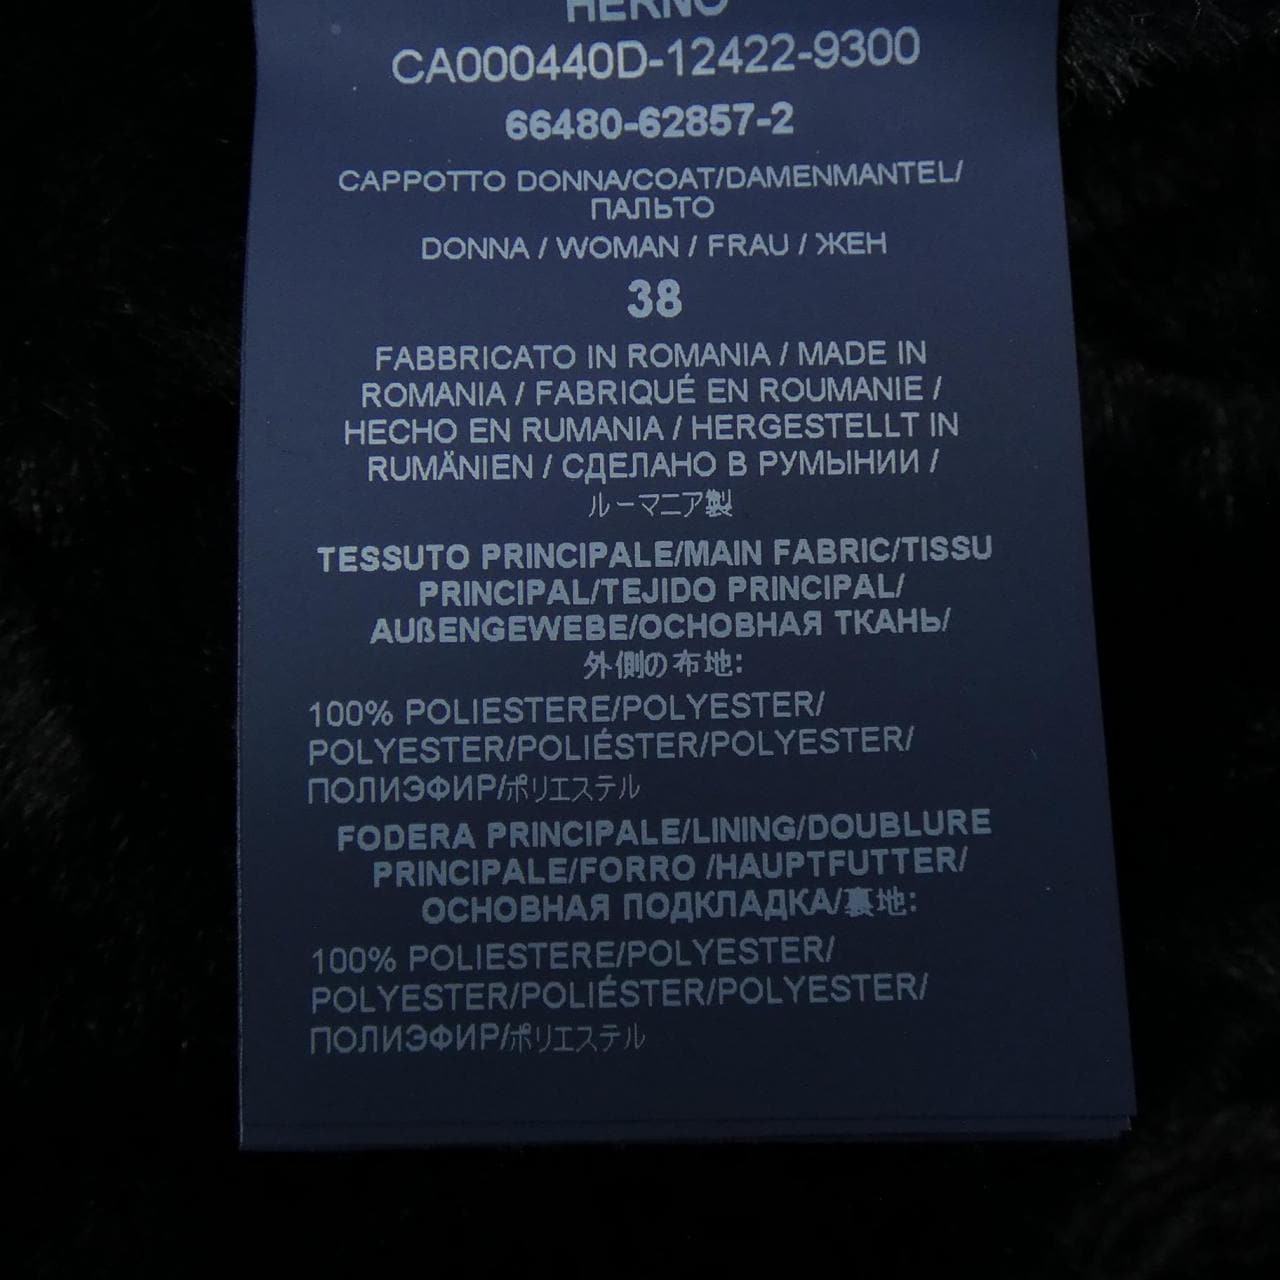 HERNO
CA000440D-12422-9300
66480-62857-2
CAPPOTTO DONNA/COAT/DAMENMANTEL/
ПАЛЬТО
DONNA / WOMAN / FRAU / ЖЕН
38
FABBRICATO IN ROMANIA / MADE IN
ROMANIA / FABRIQUÉ EN ROUMANIE /
HECHO EN RUMANIA / HERGESTELLT IN
RUMÄNIEN / СДЕЛАНО В РУМЫНИИ /
ルーマニア製
TESSUTO PRINCIPALE/MAIN FABRIC/TISSU
PRINCIPAL/TEJIDO PRINCIPAL/
AUßENGEWEBE/ОСНОВНАЯ ТКАНЬ/
外側の布地:
100% POLIESTERE/POLYESTER/
POLYESTER/POLIÉSTER/POLYESTER/
ПОЛИЭФИР/ポリエステル
FODERA PRINCIPALE/LINING/DOUBLURE
PRINCIPALE/FORRO /HAUPTFUTTER/
ОСНОВНАЯ ПОДКЛАДКА/裏地:
100% POLIESTERE/POLYESTER/
POLYESTER/POLIÉSTER/POLYESTER/
ПОЛИЭФИР/ポリエステル